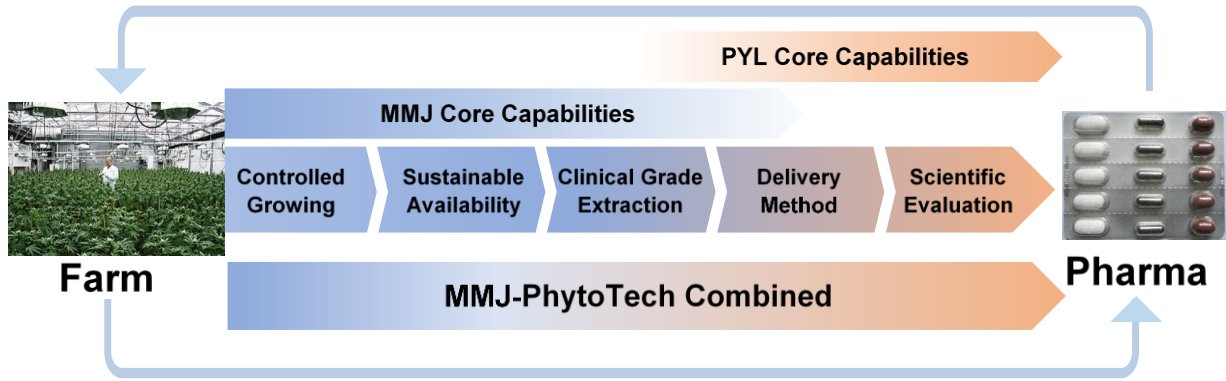 PYL Core Capabilities
MMJ Core Capabilities
Controlled
Growing
Sustainable
Availability
Clinical Grade
Extraction
Delivery
Method
Scientific
Evaluation
Farm
Pharma
MMJ-PhytoTech Combined